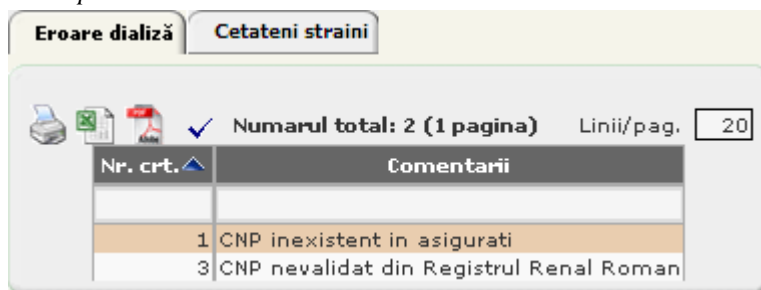 Eroare dializă Cetateni straini
Numarul total: 2 (1 pagina) Linii/pag. 20
Nr. crt. Comentarii
1 CNP inexistent in asigurati
3 CNP nevalidat din Registrul Renal Roman